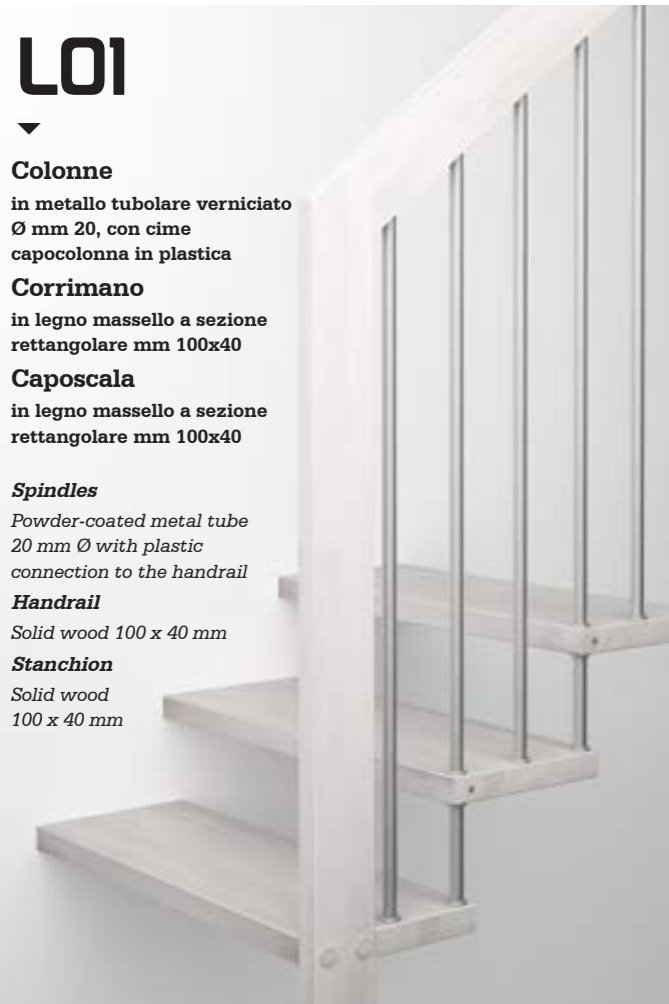 L01
Colonne
in metallo tubolare verniciato
Ø mm 20, con cime
capocolonna in plastica
Corrimano
in legno massello a sezione
rettangolare mm 100x40
Caposcala
in legno massello a sezione
rettangolare mm 100x40
Spindles
Powder-coated metal tube
20 mm Ø with plastic
connection to the handrail
Handrail
Solid wood 100 x 40 mm
Stanchion
Solid wood
100 x 40 mm